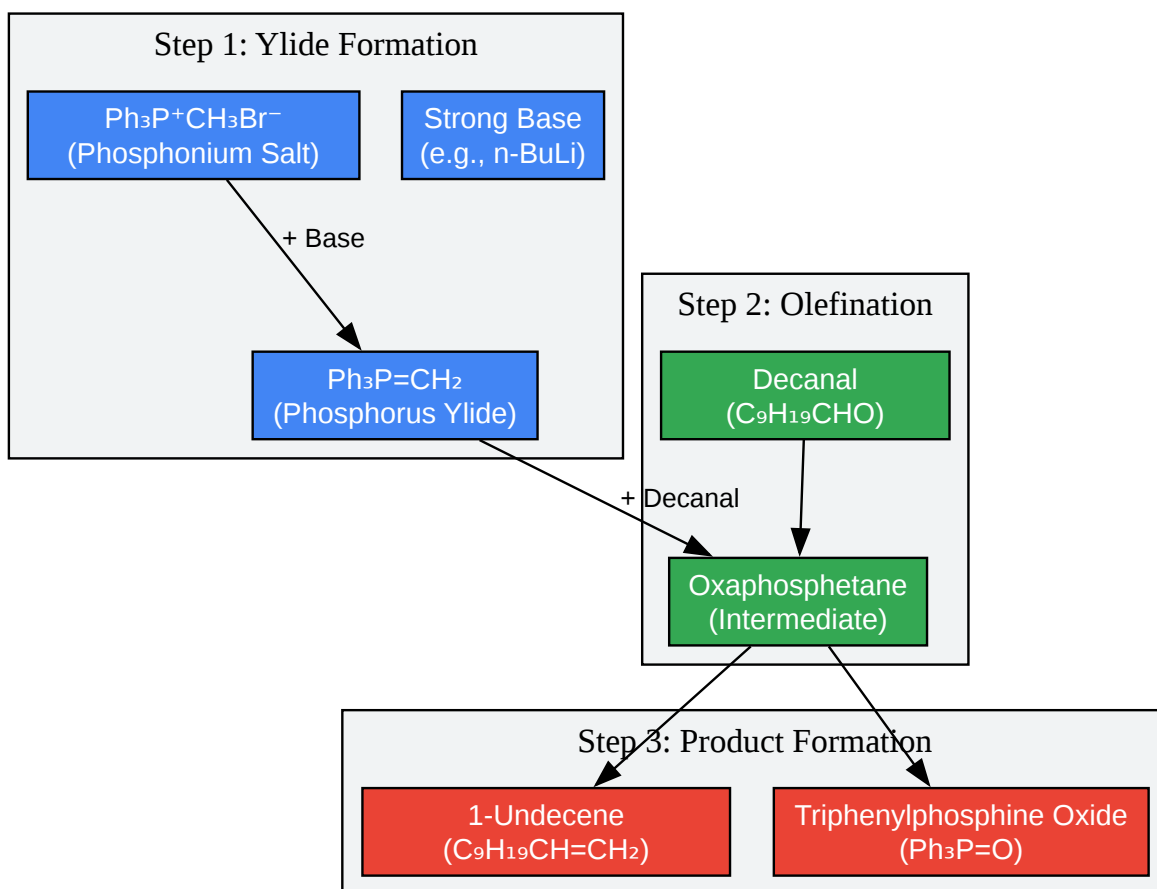 Step 1: Ylide Formation
Ph₃P⁺CH₃Br⁻
(Phosphonium Salt)
Strong Base
(e.g., n-BuLi)
+ Base
Ph₃P=CH₂
(Phosphorus Ylide)
Step 2: Olefination
Decanal
(C₉H₁₉CHO)
+ Decanal
Oxaphosphetane
(Intermediate)
Step 3: Product Formation
1-Undecene
(C₉H₁₉CH=CH₂)
Triphenylphosphine Oxide
(Ph₃P=O)